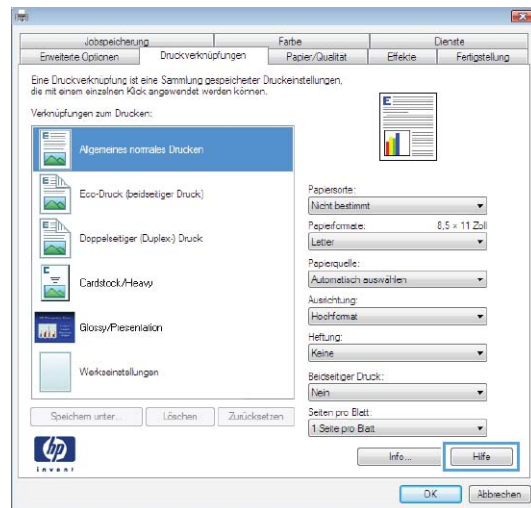 Jobspeicherung
Farbe
Dienste
Erweiterte Optionen
Druckverknüpfungen
Papier/Qualität
Effekte
Fertigstellung
Eine Druckverknüpfung ist eine Sammlung gespeicherter Druckeinstellungen,
die mit einem einzelnen Klick angewendet werden können.
Verknüpfungen zum Drucken:
Allgemeines normales Drucken
Eco-Druck (beidseitiger Druck)
Doppelseitiger (Duplex-) Druck
Cardstock/Heavy
Glossy/Presentation
Werkseinstellungen
Speichern unter...
Löschen
Zurücksetzen
Papiersorte:
Nicht bestimmt
Papierformate: 8,5 × 11 Zoll
Letter
Papierquelle:
Automatisch auswählen
Ausrichtung:
Hochformat
Heftung:
Keine
Beidseitiger Druck:
Nein
Seiten pro Blatt:
1 Seite pro Blatt
hp
invent
Info...
Hilfe
OK
Abbrechen